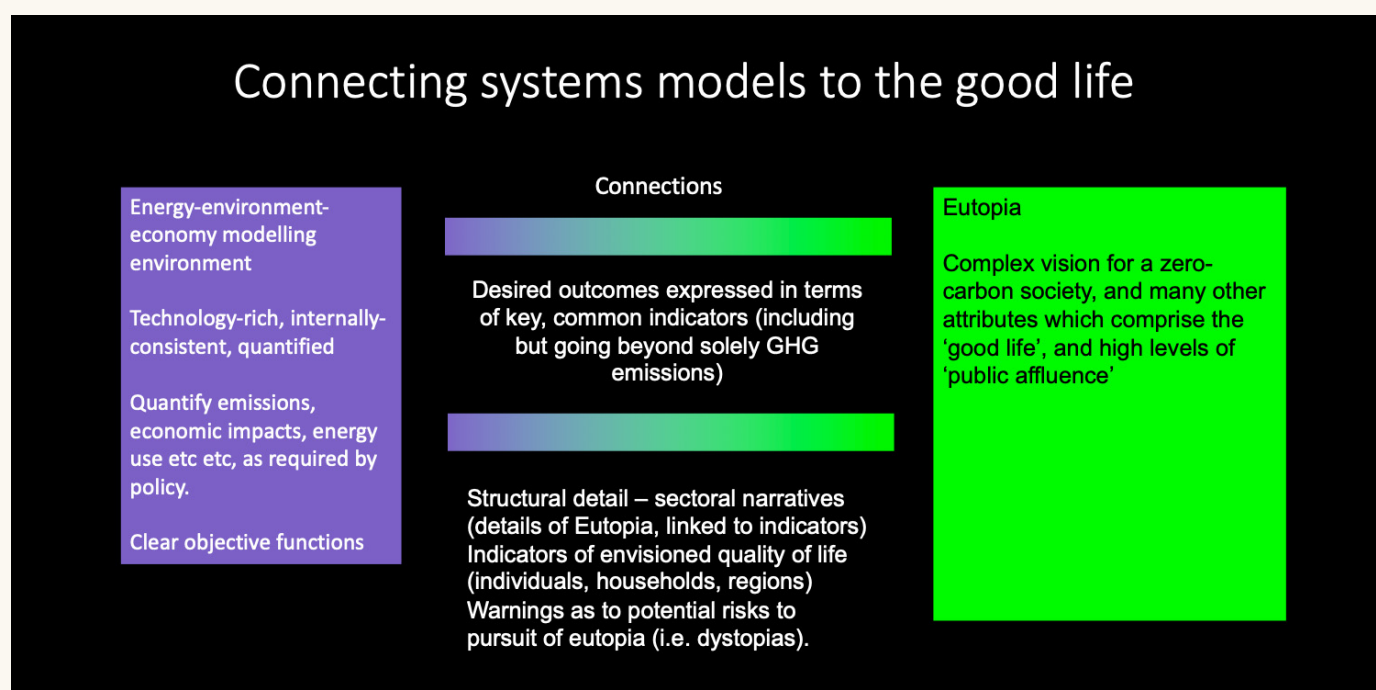 Connecting systems models to the good life
Energy-environment-
economy modelling
environment
Technology-rich, internally-
consistent, quantified
Quantify emissions,
economic impacts, energy
use etc etc, as required by
policy.
Clear objective functions
Connections
Desired outcomes expressed in terms
of key, common indicators (including
but going beyond solely GHG
emissions)
Structural detail – sectoral narratives
(details of Eutopia, linked to indicators)
Indicators of envisioned quality of life
(individuals, households, regions)
Warnings as to potential risks to
pursuit of eutopia (i.e. dystopias).
Eutopia
Complex vision for a zero-
carbon society, and many other
attributes which comprise the
‘good life’, and high levels of
‘public affluence’